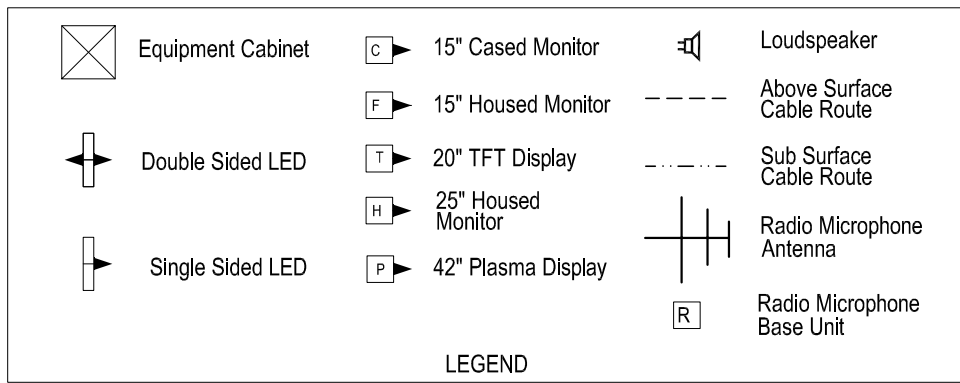 Equipment Cabinet
Double Sided LED
Single Sided LED
C
15" Cased Monitor
F
15" Housed Monitor
T
20" TFT Display
H
25" Housed
Monitor
P
42" Plasma Display
Loudspeaker
Above Surface
Cable Route
Sub Surface
Cable Route
Radio Microphone
Antenna
R
Radio Microphone
Base Unit
LEGEND